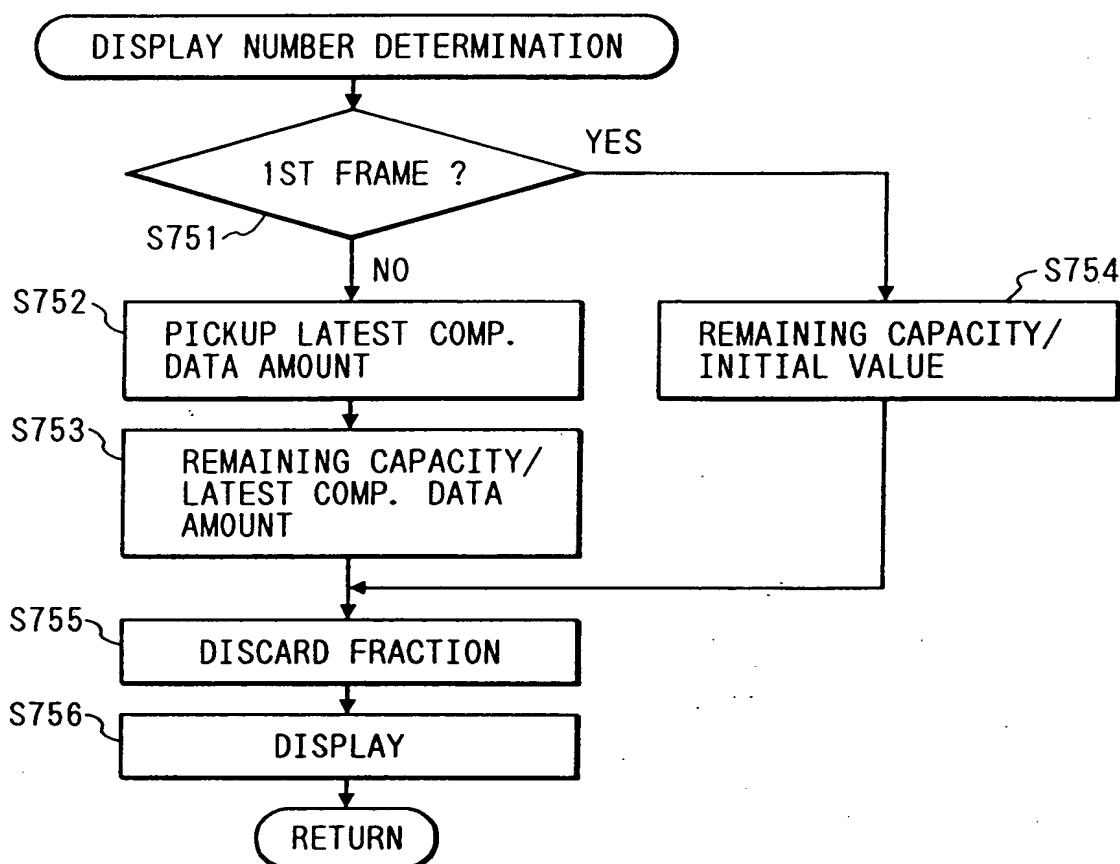 DISPLAY NUMBER DETERMINATION
1ST FRAME ?
YES
S751
NO
S752
PICKUP LATEST COMP.
DATA AMOUNT
S754
REMAINING CAPACITY/
INITIAL VALUE
S753
REMAINING CAPACITY/
LATEST COMP. DATA
AMOUNT
S755
DISCARD FRACTION
S756
DISPLAY
RETURN